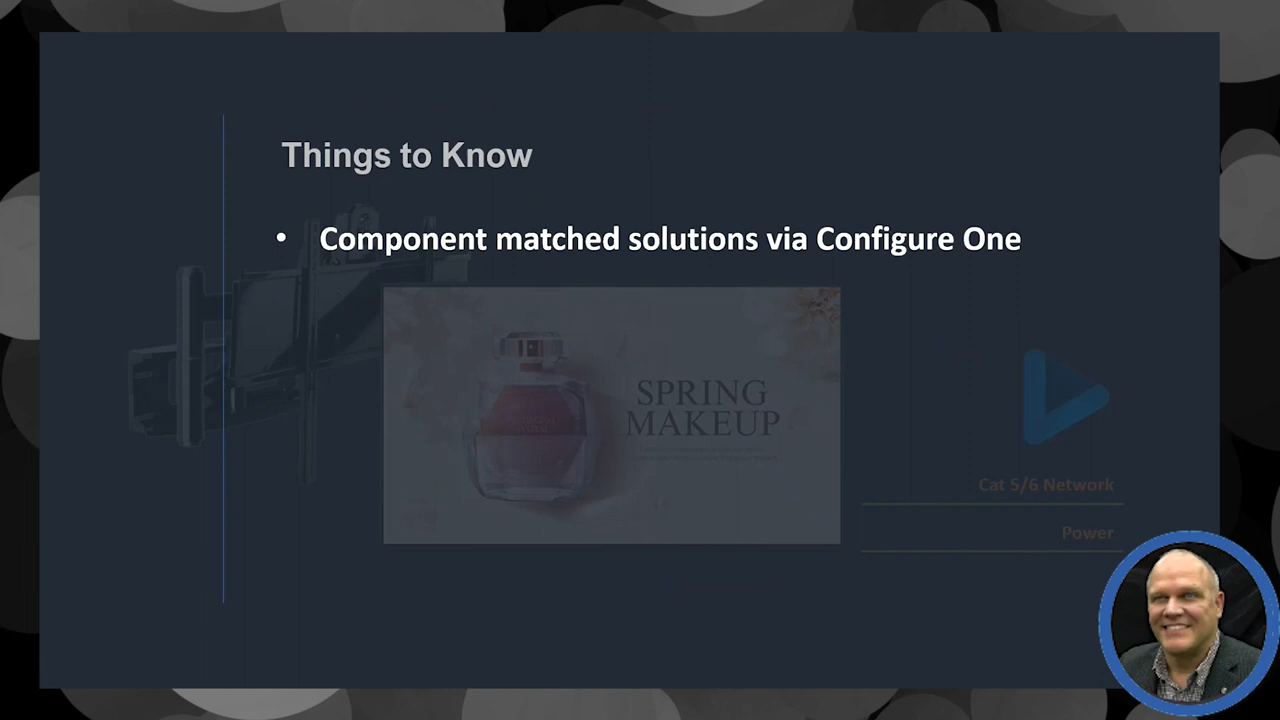 Things to Know
• Component matched solutions via Configure One
SPRING
MAKEUP
Cat 5/6 Network
Power